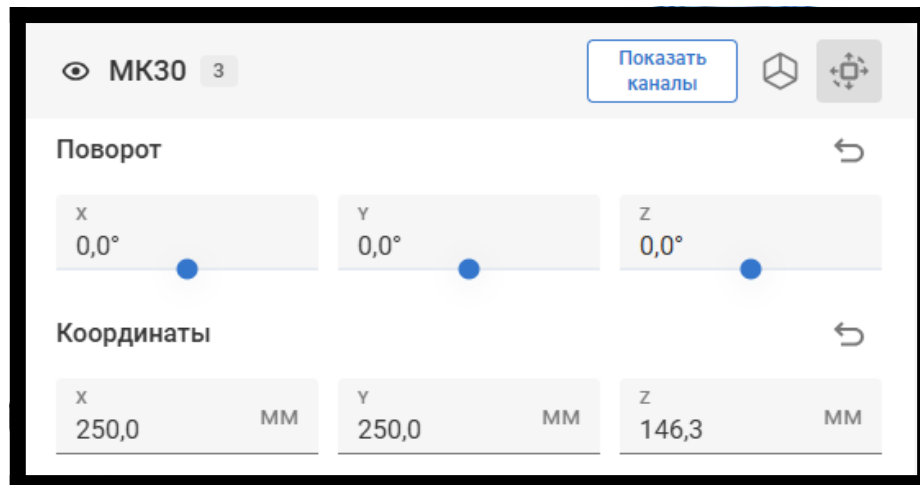 МК30 3
Показать
каналы
Поворот
X Y Z
0,0° 0,0° 0,0°
Координаты
X Y Z
250,0 ММ 250,0 ММ 146,3 ММ